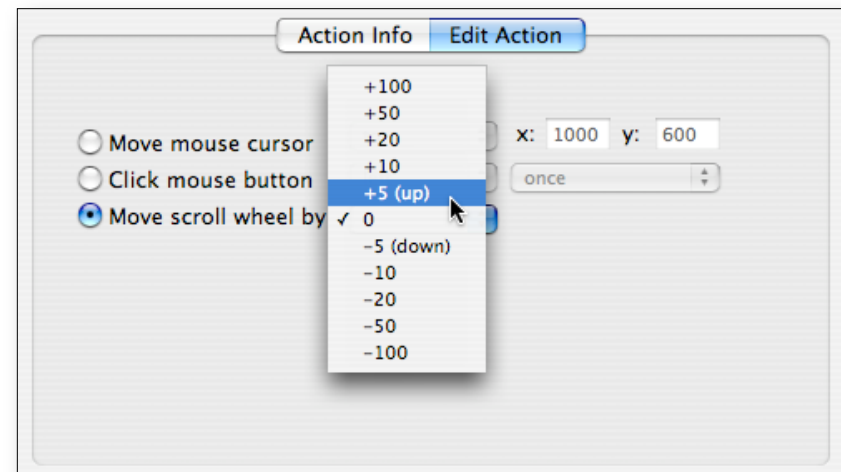 Action Info Edit Action
+100
+50
+20
+10
+5 (up)
✓ 0
-5 (down)
-10
-20
-50
-100
Move mouse cursor x: 1000 y: 600
Click mouse button once
Move scroll wheel by